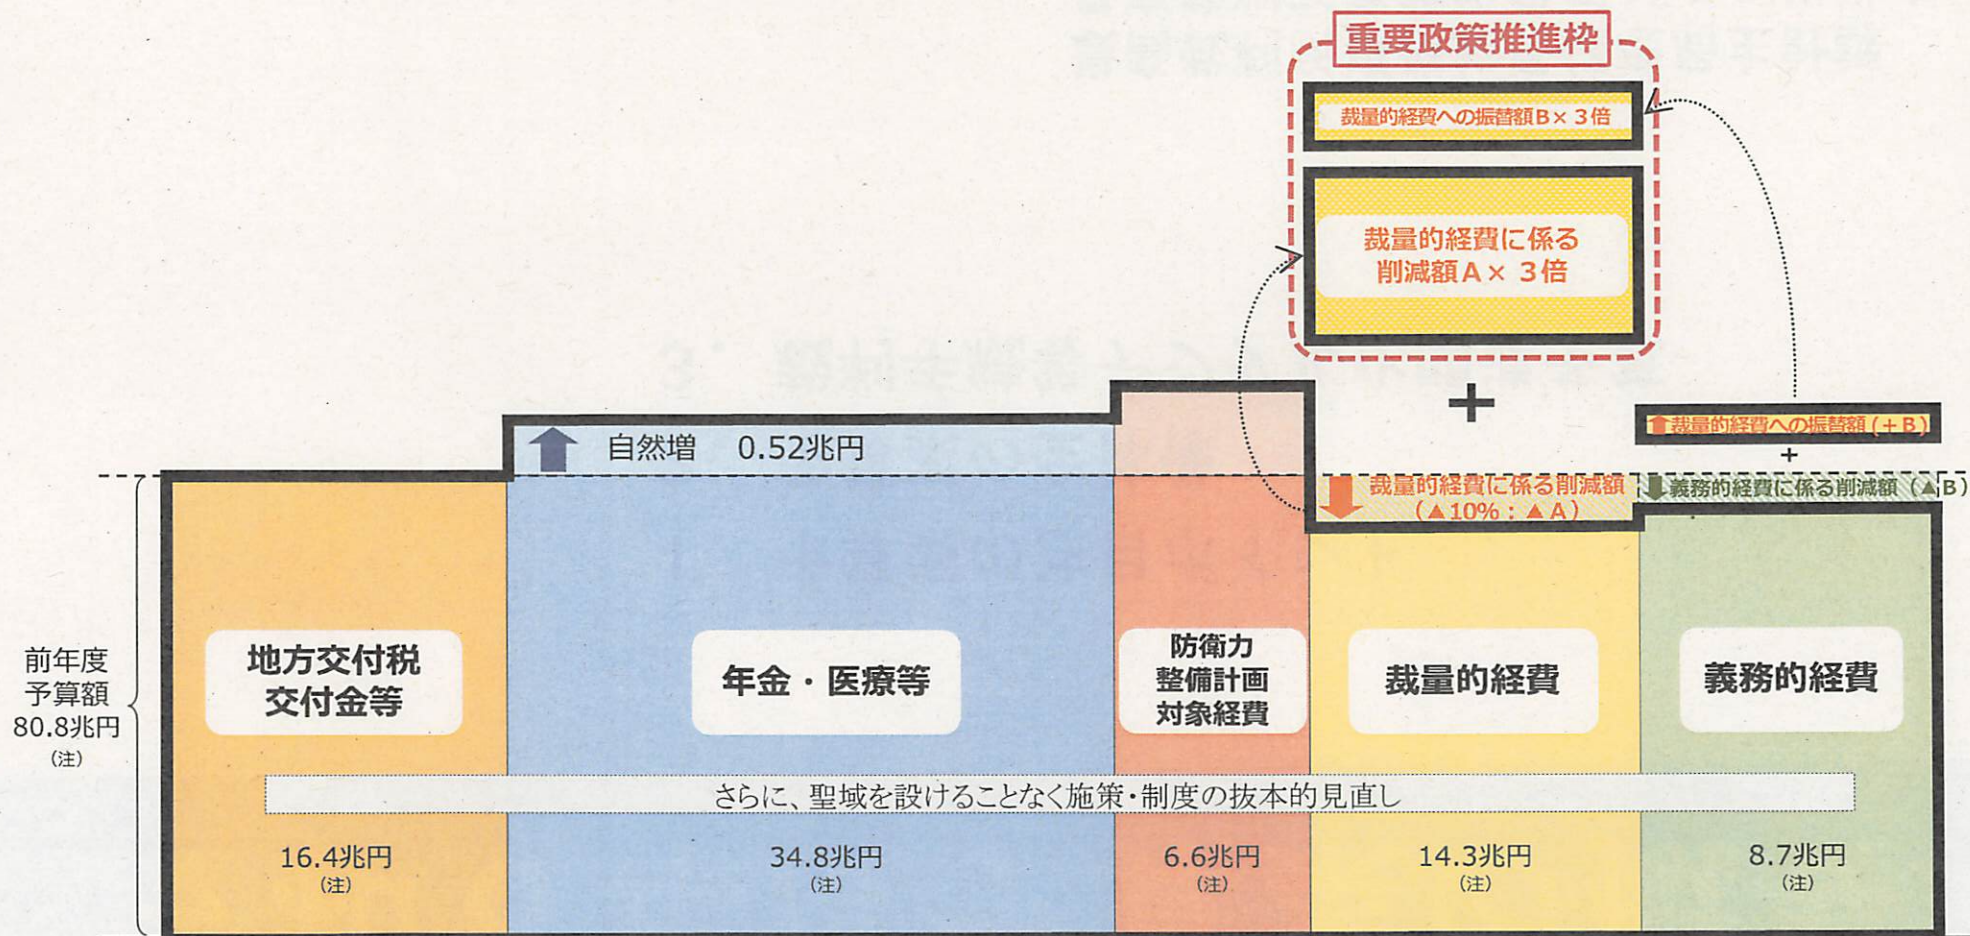 重要政策推進枠
裁量的経費への振替額B×3倍
裁量的経費に係る
削減額A×3倍
+
自然増 0.52兆円
裁量的経費への振替額(+B)
+
裁量的経費に係る削減額
(▲10%:▲A)
義務的経費に係る削減額(▲B)
前年度
予算額
80.8兆円
(注)
地方交付税
交付金等
年金・医療等
防衛力
整備計画
対象経費
裁量的経費
義務的経費
さらに、聖域を設けることなく施策・制度の抜本的見直し
16.4兆円
(注)
34.8兆円
(注)
6.6兆円
(注)
14.3兆円
(注)
8.7兆円
(注)